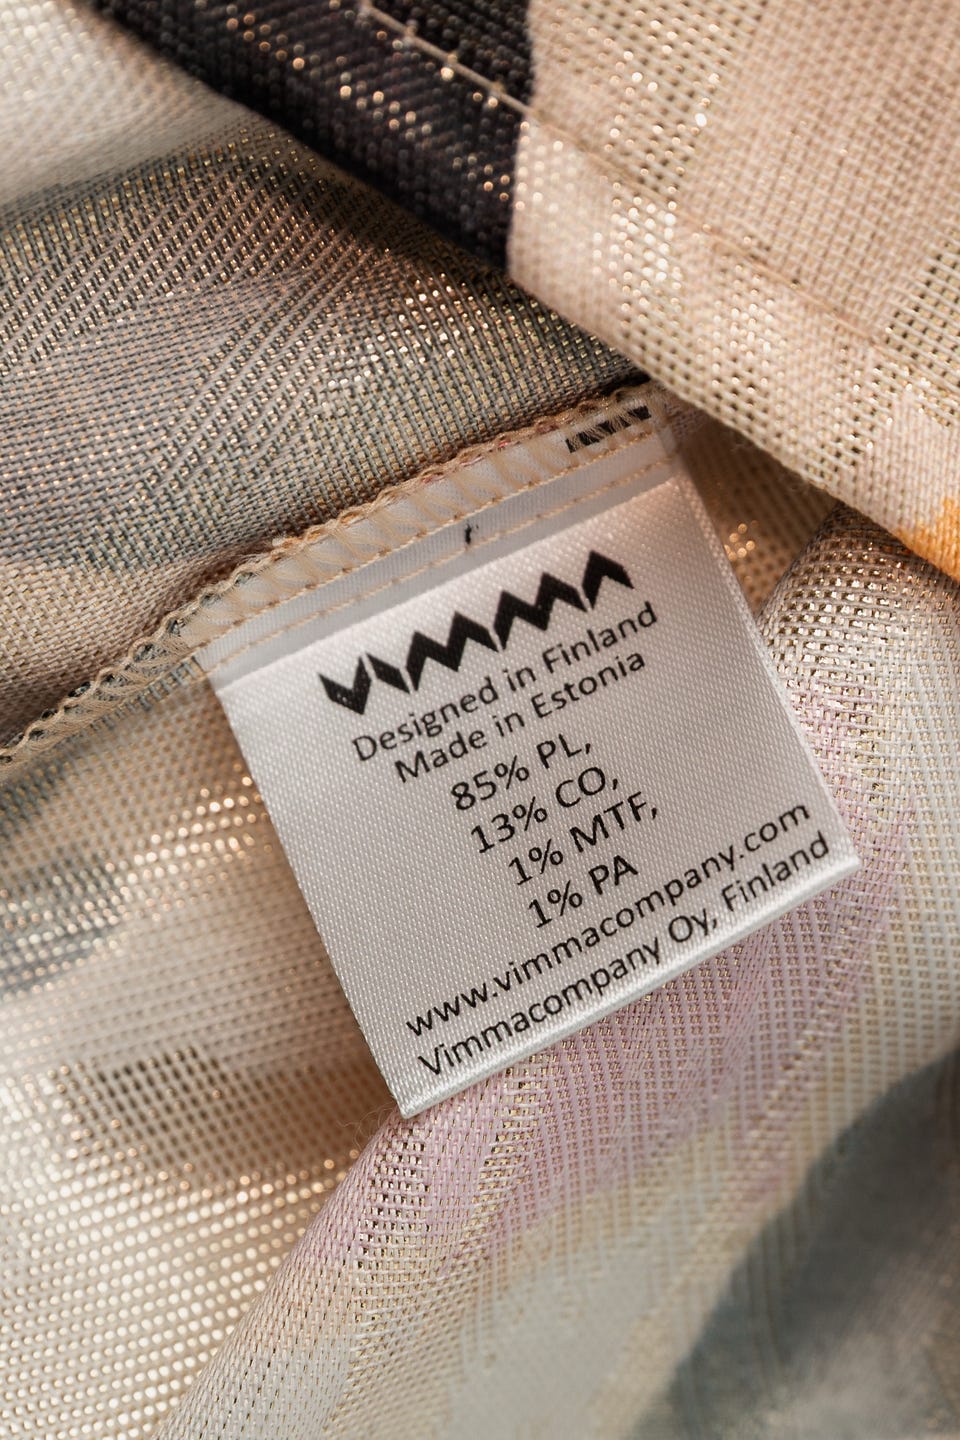 VIMMA
Designed in Finland
Made in Estonia
85% PL,
13% CO,
1% MTF,
1% PA
www.vimmacompany.com
Vimmacompany Oy, Finland